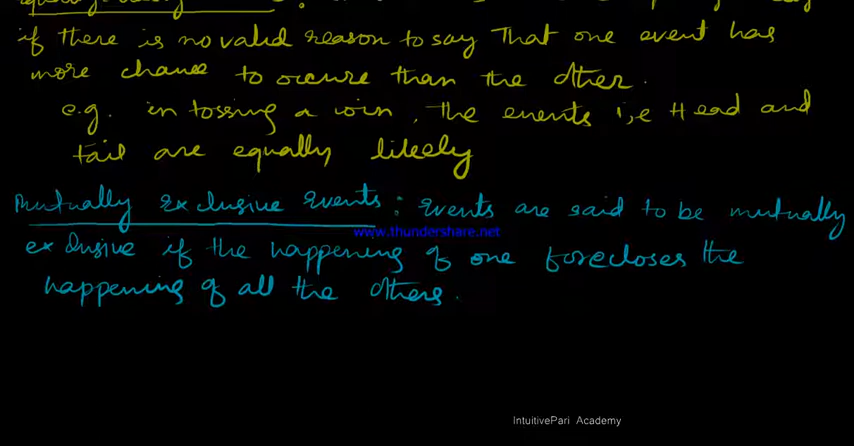 if there is no valid reason to say that one event has
more chance to occure than the other.
e.g. in tossing a coin, the events i,e Head and
tail are equally likely
Mutually Exclusive Events : Events are said to be mutually
www.thundershare.net
exclusive if the happening of one forecloses the
happening of all the others.
IntuitivePari Academy